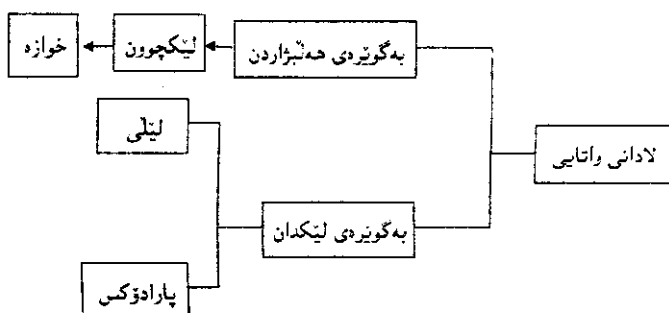 لادانی واتایی
بەگوێرەی هەڵبژاردن
لێکچوون
خوازە
بەگوێرەی لێکدان
لێڵی
پارادۆکس